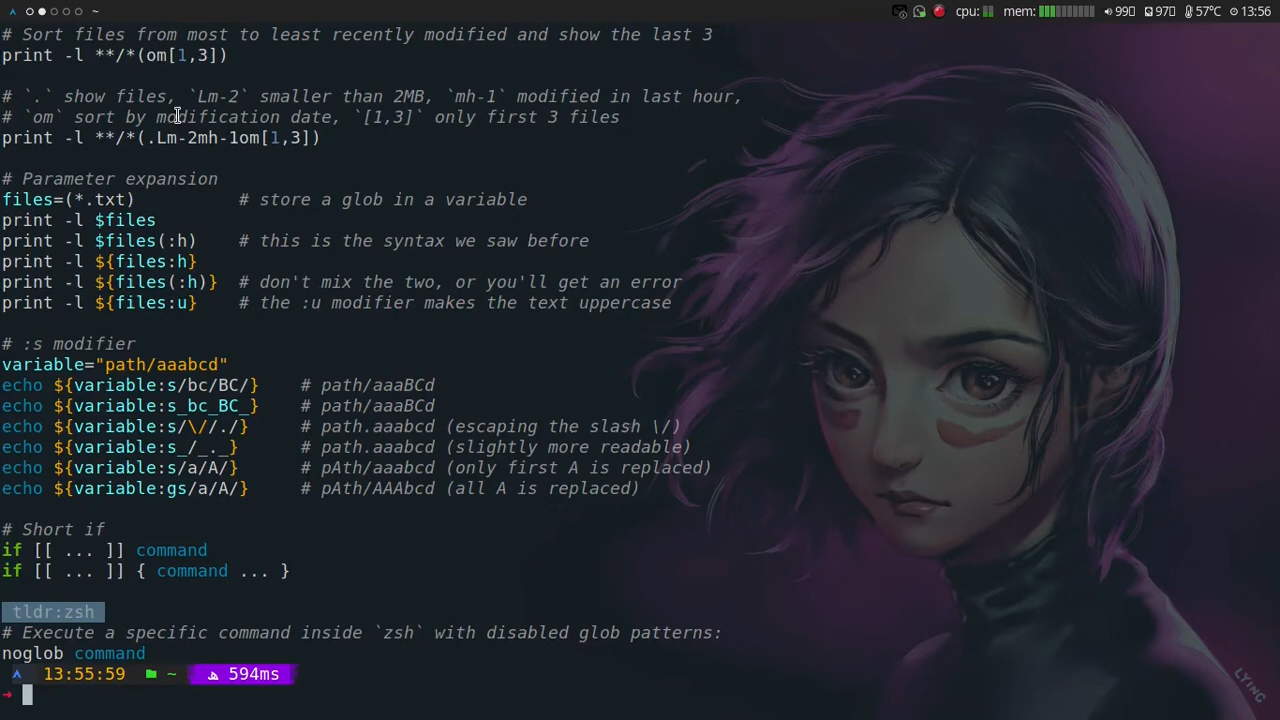 ~ cpu: mem: 99 97 57°C 13:56
# Sort files from most to least recently modified and show the last 3
print -l **/*(om[1,3])
# `.` show files, `Lm-2` smaller than 2MB, `mh-1` modified in last hour,
# `om` sort by modification date, `[1,3]` only first 3 files
print -l **/*(.Lm-2mh-1om[1,3])
# Parameter expansion
files=(*.txt) # store a glob in a variable
print -l $files
print -l $files(:h) # this is the syntax we saw before
print -l ${files:h}
print -l ${files(:h)} # don't mix the two, or you'll get an error
print -l ${files:u} # the :u modifier makes the text uppercase
# :s modifier
variable="path/aaabcd"
echo ${variable:s/bc/BC/} # path/aaaBCd
echo ${variable:s_bc_BC_} # path/aaaBCd
echo ${variable:s/\//./} # path.aaabcd (escaping the slash \/)
echo ${variable:s_/_._} # path.aaabcd (slightly more readable)
echo ${variable:s/a/A/} # pAth/aaabcd (only first A is replaced)
echo ${variable:gs/a/A/} # pAth/AAAbcd (all A is replaced)
# Short if
if [[ ... ]] command
if [[ ... ]] { command ... }
tldr:zsh
# Execute a specific command inside `zsh` with disabled glob patterns:
noglob command
13:55:59 ~ 594ms
➜
LYiNC